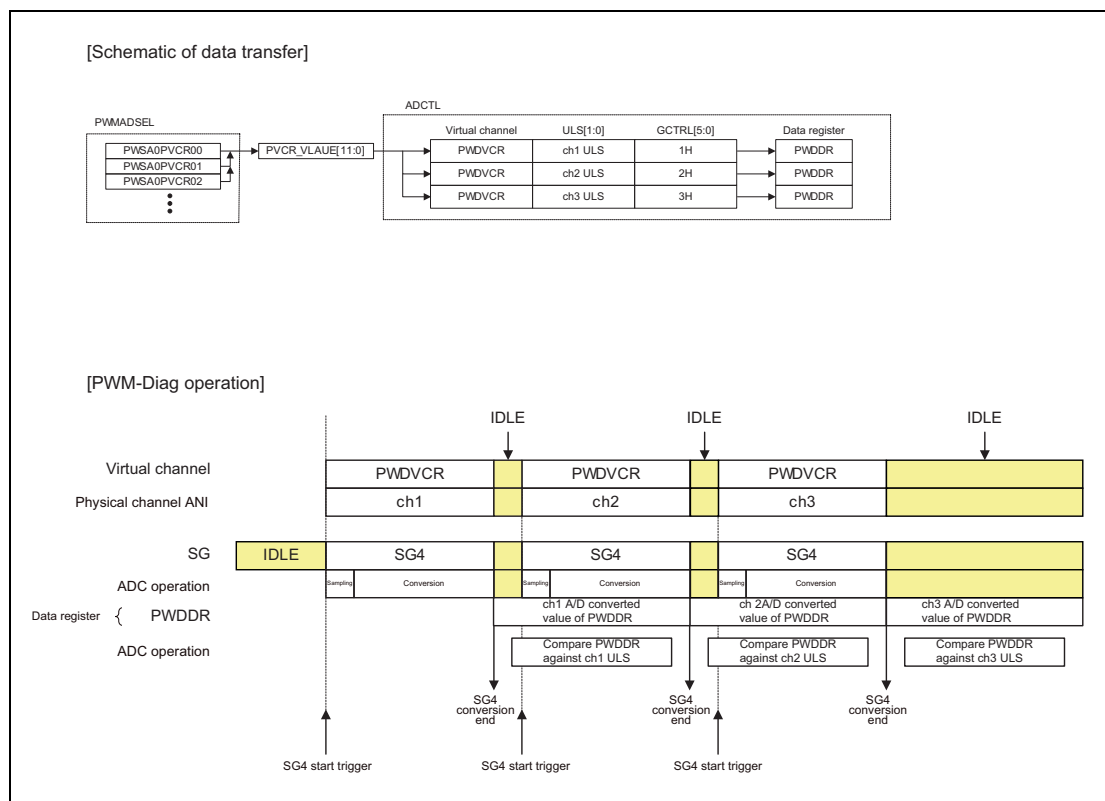 [Schematic of data transfer]
PWMADSEL
ADCTL
Virtual channel ULS[1:0] GCTRL[5:0] Data register
PWSA0PVCR00 PVCR_VLAUE[11:0] PWDVCR ch1 ULS 1H PWDDR
PWSA0PVCR01 PWDVCR ch2 ULS 2H PWDDR
PWSA0PVCR02 PWDVCR ch3 ULS 3H PWDDR
[PWM-Diag operation]
IDLE IDLE IDLE
Virtual channel PWDVCR PWDVCR PWDVCR
Physical channel ANI ch1 ch2 ch3
SG IDLE SG4 SG4 SG4
ADC operation Sampling Conversion Sampling Conversion Sampling Conversion
Data register { PWDDR
ch1 A/D converted
value of PWDDR
ch 2A/D converted
value of PWDDR
ch3 A/D converted
value of PWDDR
ADC operation
Compare PWDDR
against ch1 ULS
Compare PWDDR
against ch2 ULS
Compare PWDDR
against ch3 ULS
SG4
conversion
end
SG4
conversion
end
SG4
conversion
end
SG4 start trigger SG4 start trigger SG4 start trigger